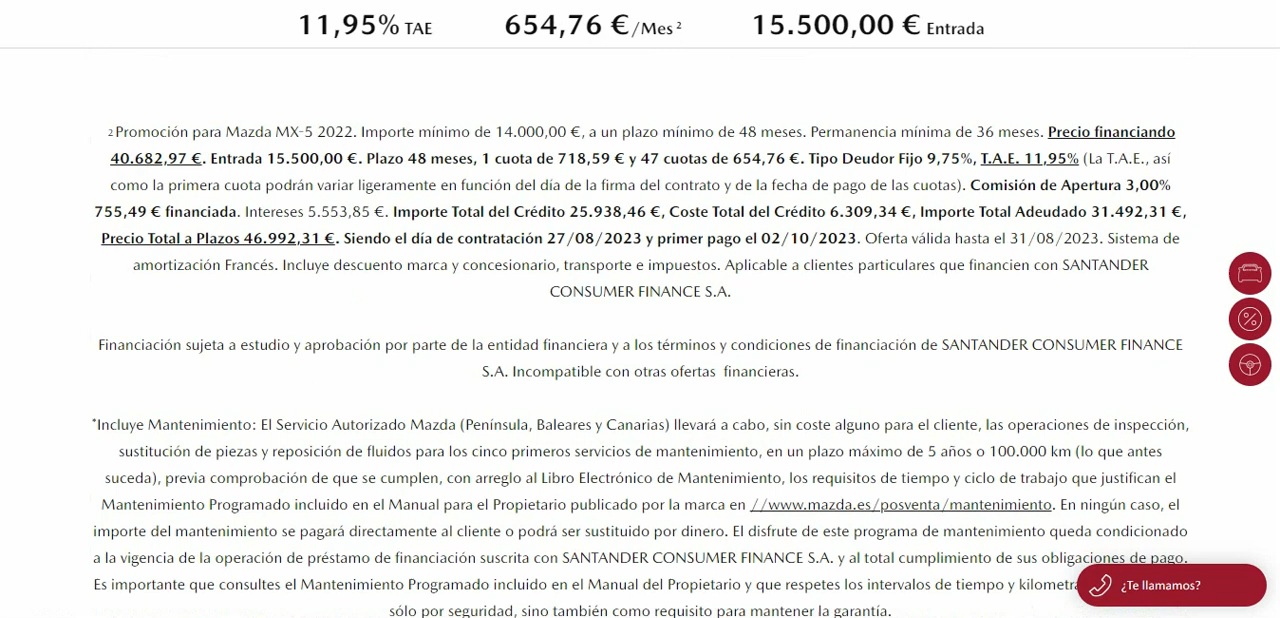 11,95% TAE 654,76 €/Mes ² 15.500,00 € Entrada
² Promoción para Mazda MX-5 2022. Importe mínimo de 14.000,00 €, a un plazo mínimo de 48 meses. Permanencia mínima de 36 meses. Precio financiando
40.682,97 €. Entrada 15.500,00 €. Plazo 48 meses, 1 cuota de 718,59 € y 47 cuotas de 654,76 €. Tipo Deudor Fijo 9,75%, T.A.E. 11,95% (La T.A.E., así
como la primera cuota podrán variar ligeramente en función del día de la firma del contrato y de la fecha de pago de las cuotas). Comisión de Apertura 3,00%
755,49 € financiada. Intereses 5.553,85 €. Importe Total del Crédito 25.938,46 €, Coste Total del Crédito 6.309,34 €, Importe Total Adeudado 31.492,31 €,
Precio Total a Plazos 46.992,31 €. Siendo el día de contratación 27/08/2023 y primer pago el 02/10/2023. Oferta válida hasta el 31/08/2023. Sistema de
amortización Francés. Incluye descuento marca y concesionario, transporte e impuestos. Aplicable a clientes particulares que financien con SANTANDER
CONSUMER FINANCE S.A.
Financiación sujeta a estudio y aprobación por parte de la entidad financiera y a los términos y condiciones de financiación de SANTANDER CONSUMER FINANCE
S.A. Incompatible con otras ofertas financieras.
*Incluye Mantenimiento: El Servicio Autorizado Mazda (Península, Baleares y Canarias) llevará a cabo, sin coste alguno para el cliente, las operaciones de inspección,
sustitución de piezas y reposición de fluidos para los cinco primeros servicios de mantenimiento, en un plazo máximo de 5 años o 100.000 km (lo que antes
suceda), previa comprobación de que se cumplen, con arreglo al Libro Electrónico de Mantenimiento, los requisitos de tiempo y ciclo de trabajo que justifican el
Mantenimiento Programado incluido en el Manual para el Propietario publicado por la marca en //www.mazda.es/posventa/mantenimiento. En ningún caso, el
importe del mantenimiento se pagará directamente al cliente o podrá ser sustituido por dinero. El disfrute de este programa de mantenimiento queda condicionado
a la vigencia de la operación de préstamo de financiación suscrita con SANTANDER CONSUMER FINANCE S.A. y al total cumplimiento de sus obligaciones de pago.
Es importante que consultes el Mantenimiento Programado incluido en el Manual del Propietario y que respetes los intervalos de tiempo y
¿Te llamamos?
sólo por seguridad, sino también como requisito para mantener la garantía.